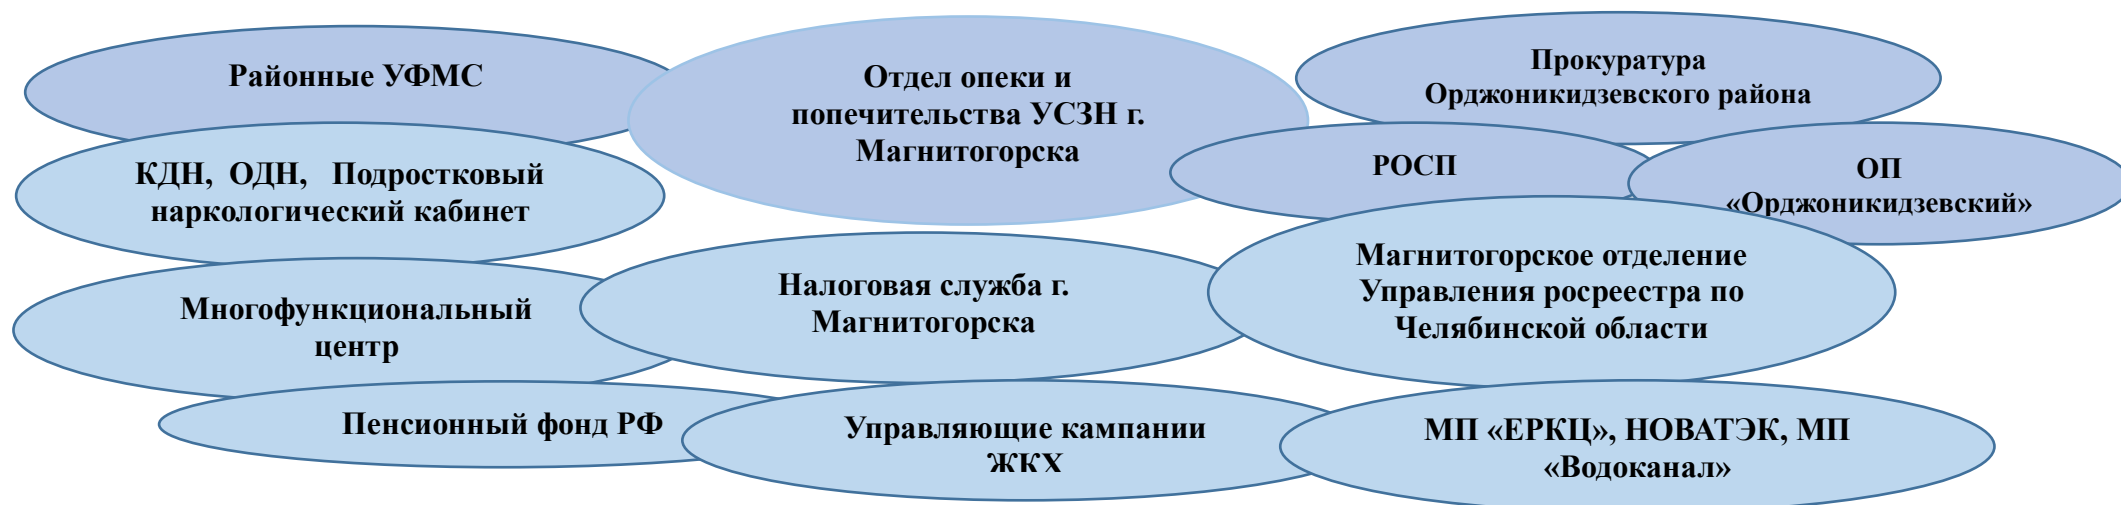 Районные УФМС
Отдел опеки и
попечительства УСЗН г.
Магнитогорска
Прокуратура
Орджоникидзевского района
КДН, ОДН, Подростковый
наркологический кабинет
РОСП
ОП
«Орджоникидзевский»
Многофункциональный
центр
Налоговая служба г.
Магнитогорска
Магнитогорское отделение
Управления росреестра по
Челябинской области
Пенсионный фонд РФ
Управляющие кампании
ЖКХ
МП «ЕРКЦ», НОВАТЭК, МП
«Водоканал»